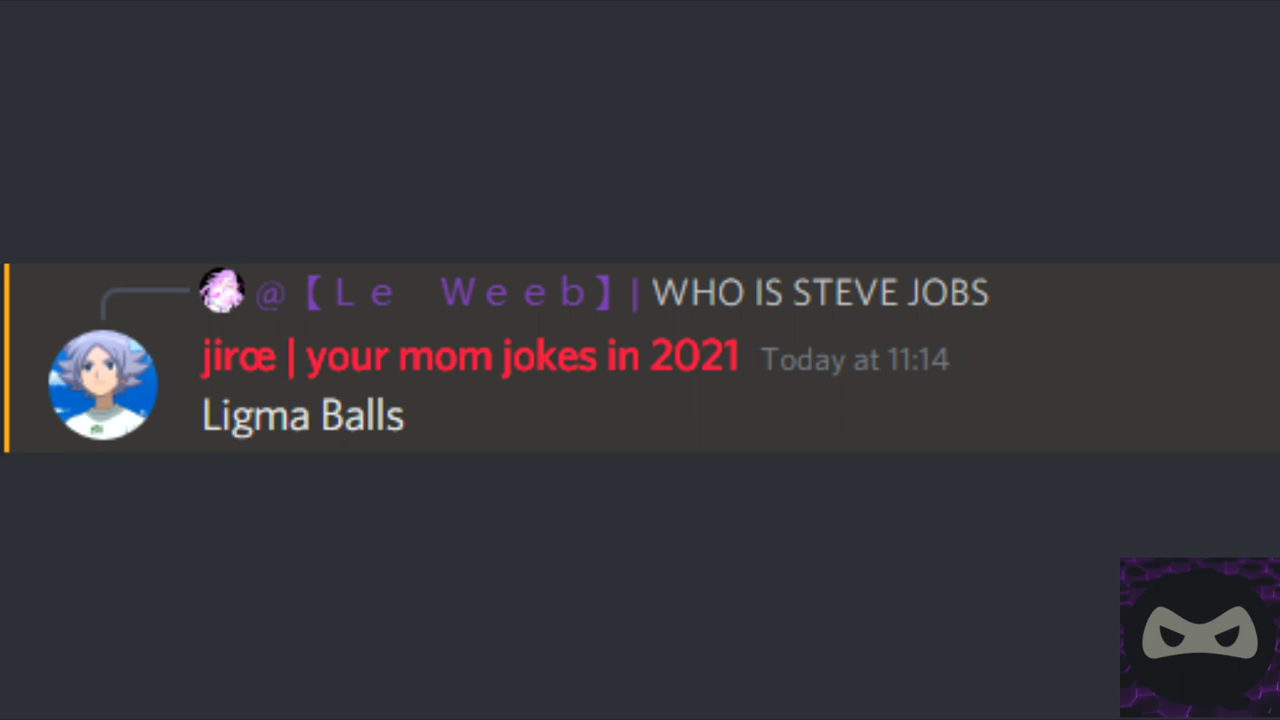 @【Ｌｅ　Ｗｅｅｂ】| WHO IS STEVE JOBS
jirœ | your mom jokes in 2021 Today at 11:14
Ligma Balls